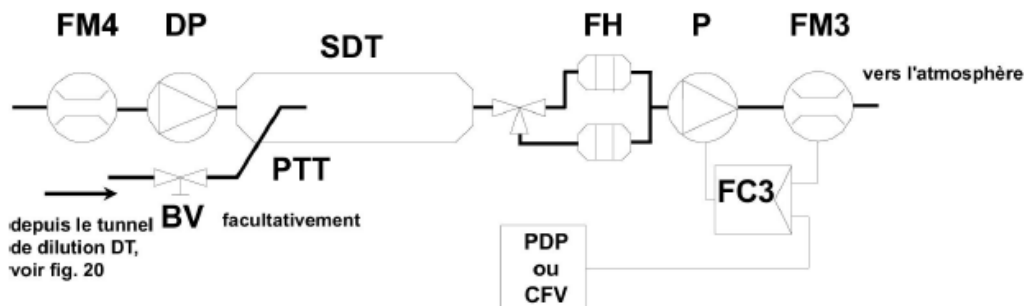 FM4 DP SDT FH P FM3
vers l'atmosphère
PTT
FC3
BV facultativement
depuis le tunnel
de dilution DT,
voir fig. 20
PDP
ou
CFV